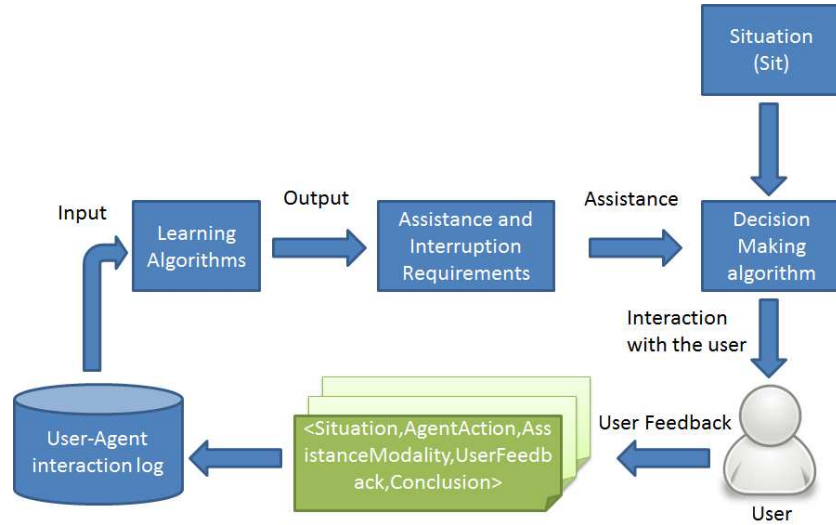 Situation
(Sit)
Input
Output
Assistance
Learning
Algorithms
Assistance and
Interruption
Requirements
Decision
Making
algorithm
Interaction
with the user
User-Agent
interaction log
<Situation,AgentAction,Ass
istanceModality,UserFeedb
ack,Conclusion>
User Feedback
User